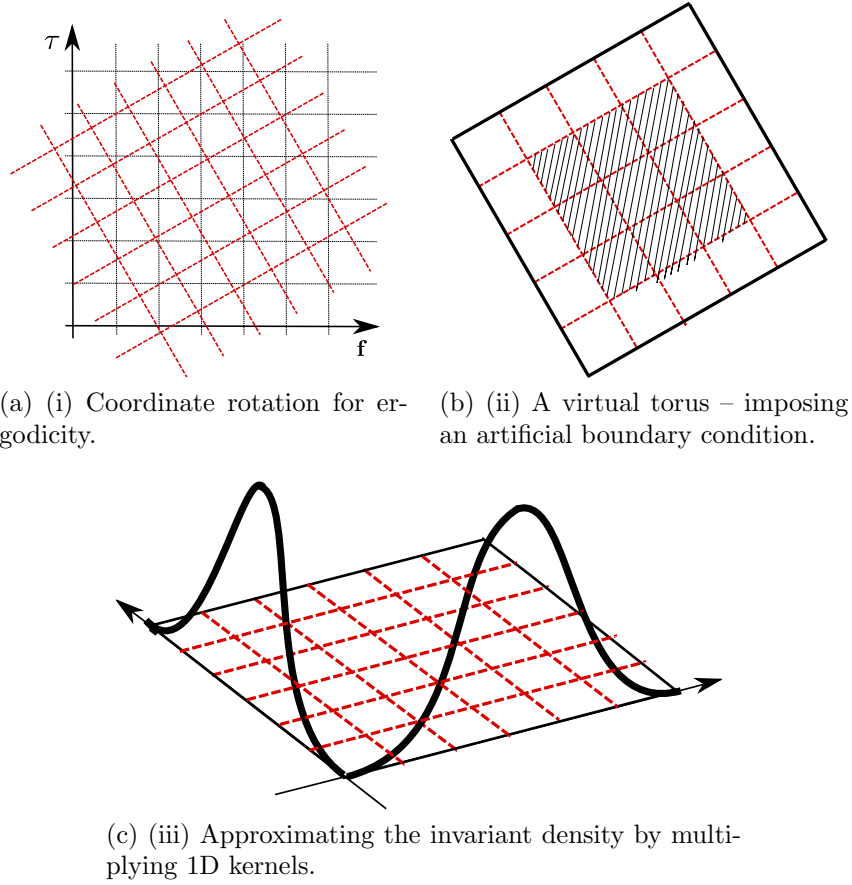 τ
f
(a) (i) Coordinate rotation for er-
godicity.
(b) (ii) A virtual torus – imposing
an artificial boundary condition.
(c) (iii) Approximating the invariant density by multi-
plying 1D kernels.